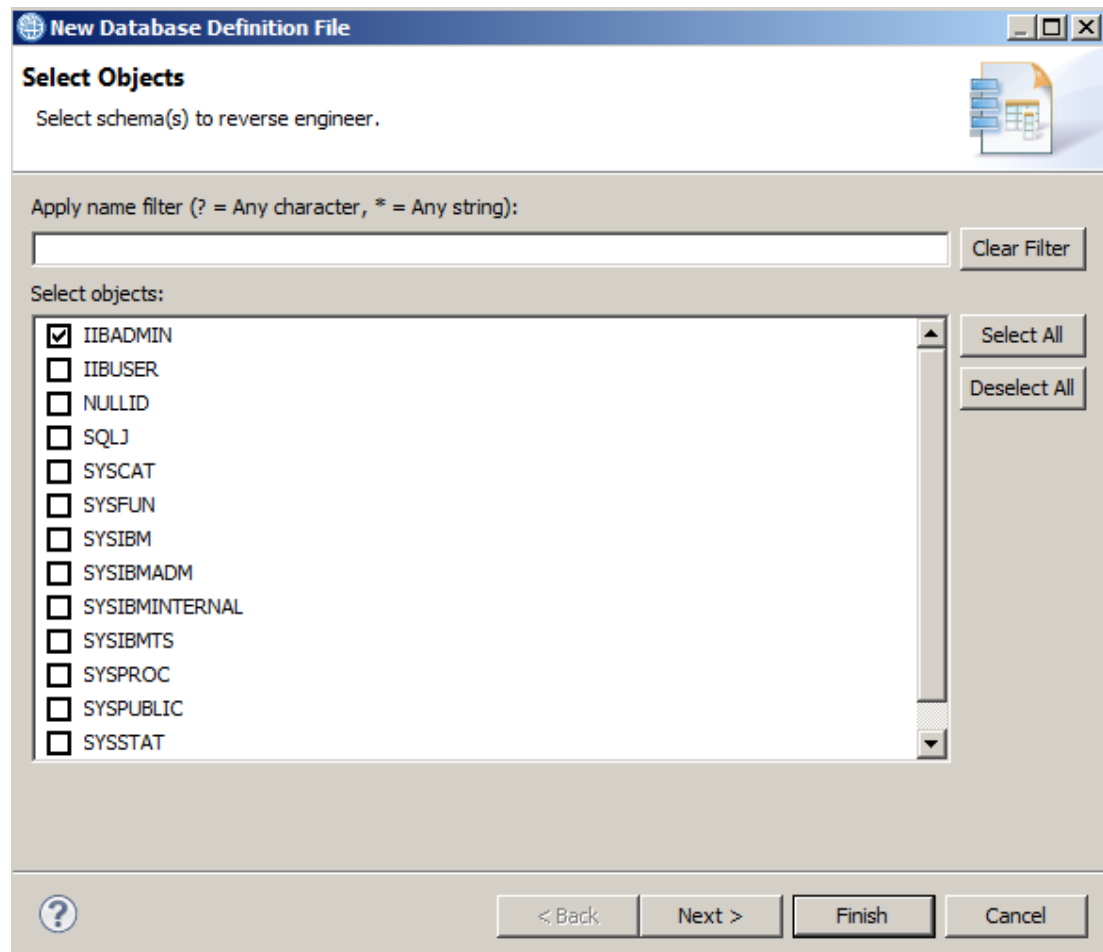 New Database Definition File
Select Objects
Select schema(s) to reverse engineer.
Apply name filter (? = Any character, * = Any string):
Clear Filter
Select objects:
IIBADMIN
IIBUSER
NULLID
SQLJ
SYSCAT
SYSFUN
SYSIBM
SYSIBMADM
SYSIBMINTERNAL
SYSIBMTS
SYSPROC
SYSPUBLIC
SYSSTAT
Select All
Deselect All
?
< Back
Next >
Finish
Cancel